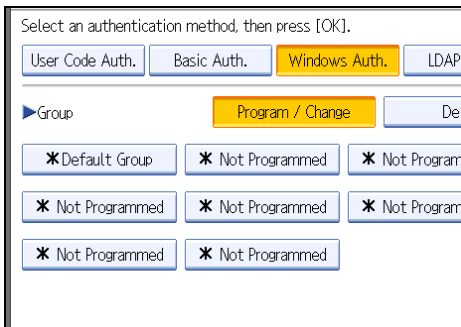 Select an authentication method, then press [OK].
User Code Auth. Basic Auth. Windows Auth. LDAP
▶Group Program / Change De
*Default Group * Not Programmed * Not Program
* Not Programmed * Not Programmed * Not Program
* Not Programmed * Not Programmed